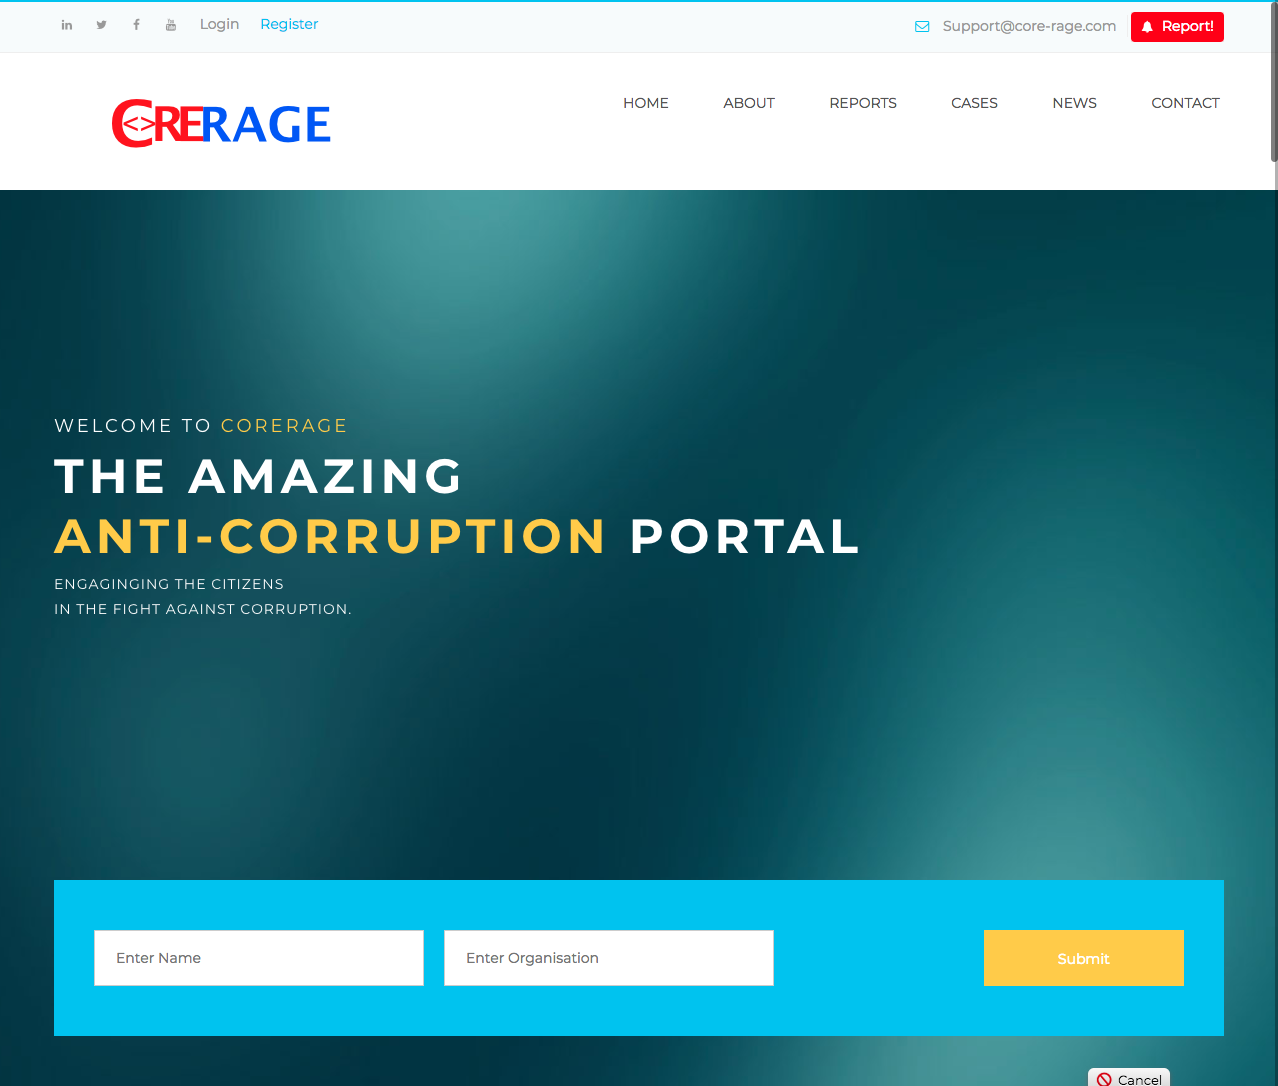 Login Register Support@core-rage.com Report!
C<>RERAGE HOME ABOUT REPORTS CASES NEWS CONTACT
WELCOME TO CORERAGE
THE AMAZING
ANTI-CORRUPTION PORTAL
ENGAGINGING THE CITIZENS
IN THE FIGHT AGAINST CORRUPTION.
Enter Name Enter Organisation Submit
Cancel